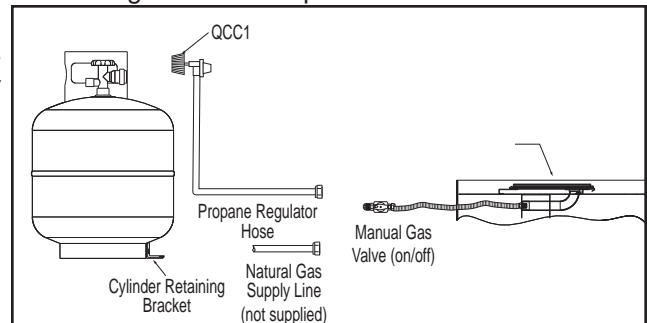 QCC1
Propane Regulator
Hose
Manual Gas
Valve (on/off)
Cylinder Retaining
Bracket
Natural Gas
Supply Line
(not supplied)